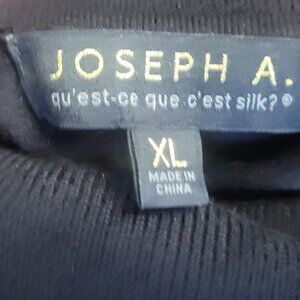 JOSEPH A.
qu'est-ce que c'est silk?®
XL
MADE IN
CHINA